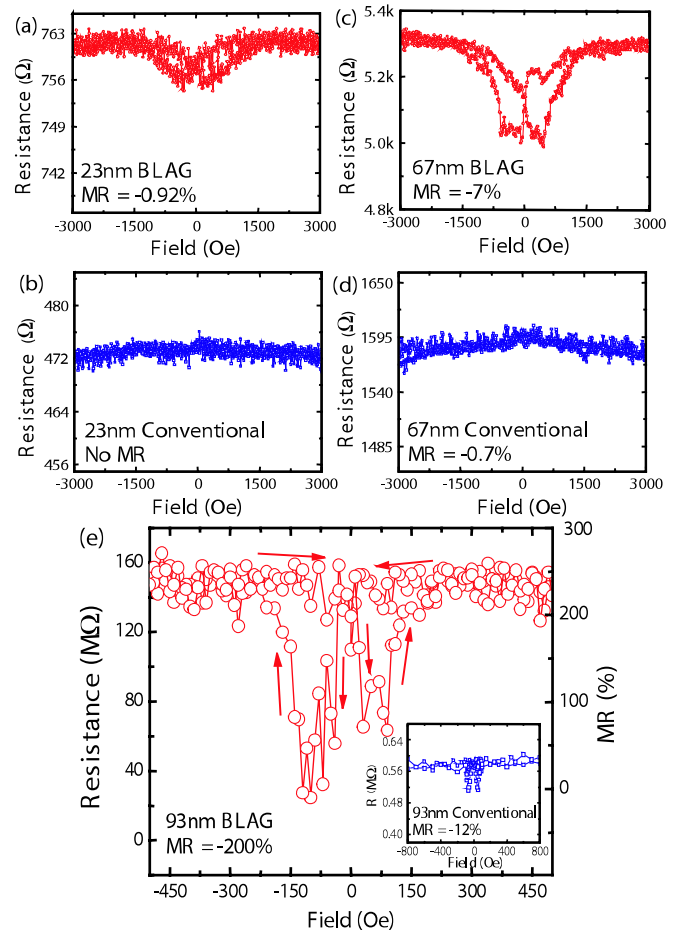 (a)
763
756
749
742
Resistance (Ω)
23nm BLAG
MR = -0.92%
-3000 -1500 0 1500 3000
Field (Oe)
(c)
5.4k
5.2k
5.0k
4.8k
Resistance (Ω)
67nm BLAG
MR = -7%
-3000 -1500 0 1500 3000
Field (Oe)
(b)
480
472
464
456
Resistance (Ω)
23nm Conventional
No MR
-3000 -1500 0 1500 3000
Field (Oe)
(d)
1650
1595
1540
1485
Resistance (Ω)
67nm Conventional
MR = -0.7%
-3000 -1500 0 1500 3000
Field (Oe)
(e)
160
120
80
40
0
Resistance (MΩ)
93nm BLAG
MR = -200%
300
200
100
0
MR (%)
-450 -300 -150 0 150 300 450
Field (Oe)
0.64
0.56
0.48
0.40
R (MΩ)
93nm Conventional
MR = -12%
-800 -400 0 400 800
Field (Oe)